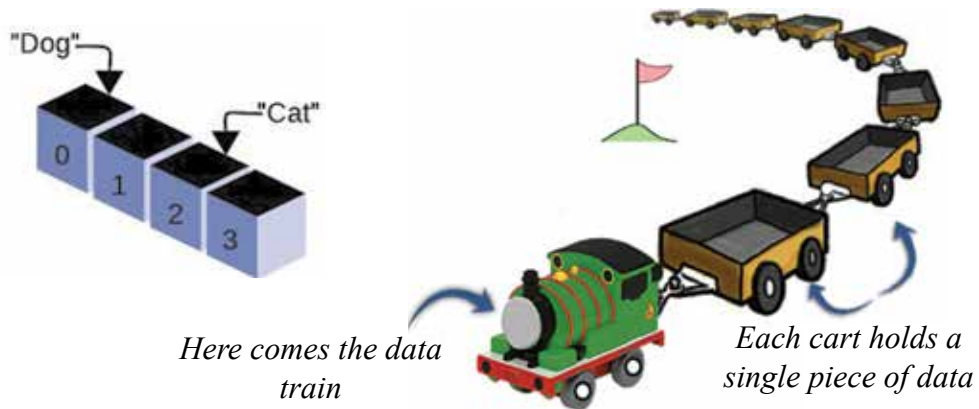 "Dog"
"Cat"
0
1
2
3
Here comes the data
train
Each cart holds a
single piece of data